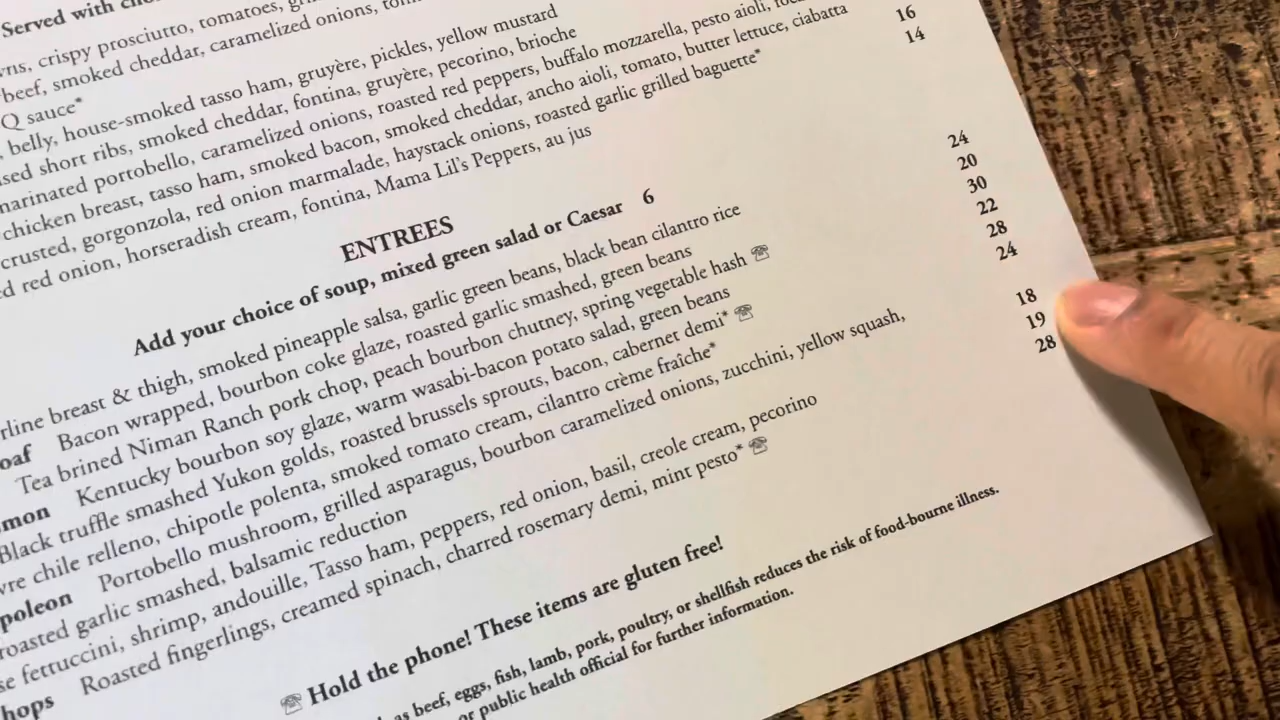 Served with
crispy prosciutto, tomatoes,
beef, smoked cheddar, caramelized onions,
Q sauce*
belly, house-smoked tasso ham, gruyère, pickles, yellow mustard
short ribs, smoked cheddar, fontina, gruyère, pecorino, brioche
marinated portobello, caramelized onions, roasted red peppers, buffalo mozzarella, pesto aioli,
chicken breast, tasso ham, smoked bacon, smoked cheddar, ancho aioli, tomato, butter lettuce, ciabatta
crusted, gorgonzola, red onion marmalade, haystack onions, roasted garlic grilled baguette* 16
red onion, horseradish cream, fontina, Mama Lil's Peppers, au jus 14
ENTREES
Add your choice of soup, mixed green salad or Caesar 6
breast & thigh, smoked pineapple salsa, garlic green beans, black bean cilantro rice 24
oaf Bacon wrapped, bourbon coke glaze, roasted garlic smashed, green beans 20
Tea brined Niman Ranch pork chop, peach bourbon chutney, spring vegetable hash 30
mon Kentucky bourbon soy glaze, warm wasabi-bacon potato salad, green beans 22
Black truffle smashed Yukon golds, roasted brussels sprouts, bacon, cabernet demi* 28
vre chile relleno, chipotle polenta, smoked tomato cream, cilantro crème fraîche* 24
poleon Portobello mushroom, grilled asparagus, bourbon caramelized onions, zucchini, yellow squash, 18
roasted garlic smashed, balsamic reduction
se fettuccini, shrimp, andouille, Tasso ham, peppers, red onion, basil, creole cream, pecorino 19
hops Roasted fingerlings, creamed spinach, charred rosemary demi, mint pesto* 28
Hold the phone! These items are gluten free!
as beef, eggs, fish, lamb, pork, poultry, or shellfish reduces the risk of food-bourne illness.
or public health official for further information.